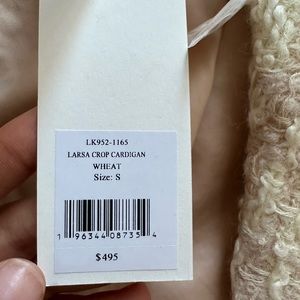 LK952-1165
LARSA CROP CARDIGAN
WHEAT
Size: S
1 96344 08735 4
$495